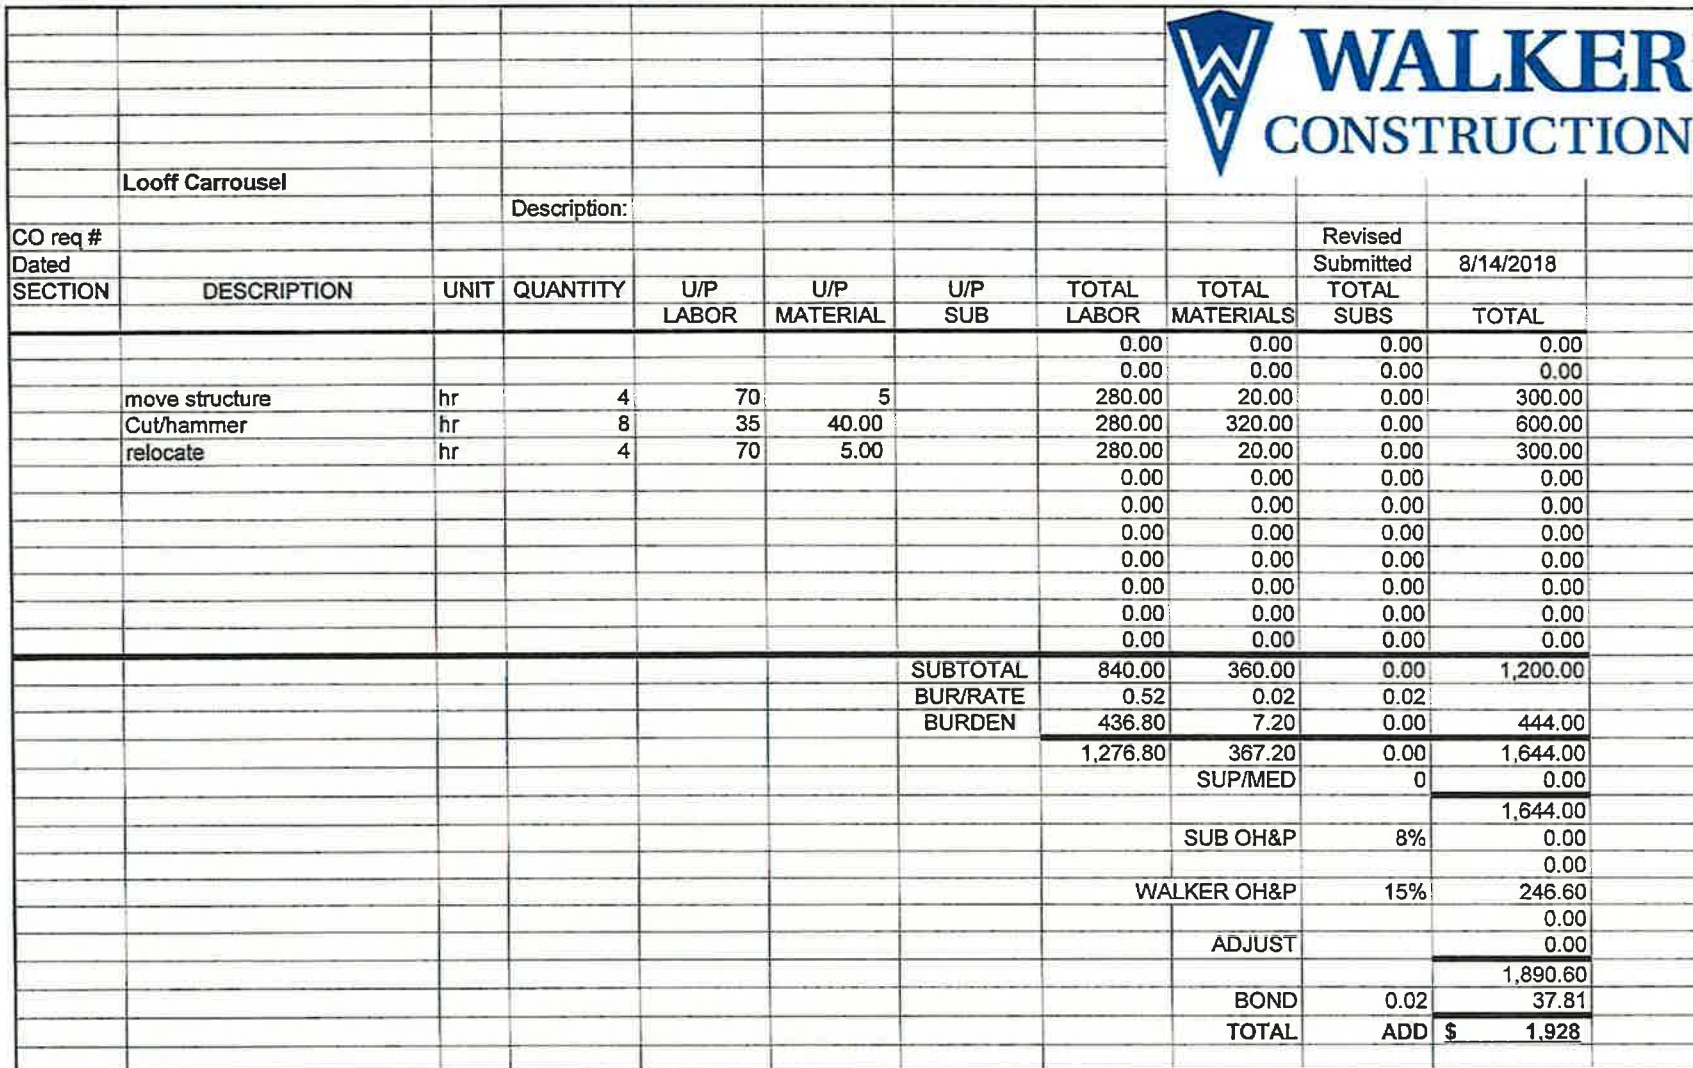 WALKER
CONSTRUCTION
Looff Carrousel
Description:
CO req # Revised
Dated Submitted 8/14/2018
SECTION DESCRIPTION UNIT QUANTITY U/P U/P U/P TOTAL TOTAL TOTAL
LABOR MATERIAL SUB LABOR MATERIALS SUBS TOTAL
0.00 0.00 0.00 0.00
0.00 0.00 0.00 0.00
move structure hr 4 70 5 280.00 20.00 0.00 300.00
Cut/hammer hr 8 35 40.00 280.00 320.00 0.00 600.00
relocate hr 4 70 5.00 280.00 20.00 0.00 300.00
0.00 0.00 0.00 0.00
0.00 0.00 0.00 0.00
0.00 0.00 0.00 0.00
0.00 0.00 0.00 0.00
0.00 0.00 0.00 0.00
0.00 0.00 0.00 0.00
0.00 0.00 0.00 0.00
SUBTOTAL 840.00 360.00 0.00 1,200.00
BUR/RATE 0.52 0.02 0.02
BURDEN 436.80 7.20 0.00 444.00
1,276.80 367.20 0.00 1,644.00
SUP/MED 0 0.00
1,644.00
SUB OH&P 8% 0.00
0.00
WALKER OH&P 15% 246.60
0.00
ADJUST 0.00
1,890.60
BOND 0.02 37.81
TOTAL ADD $ 1,928